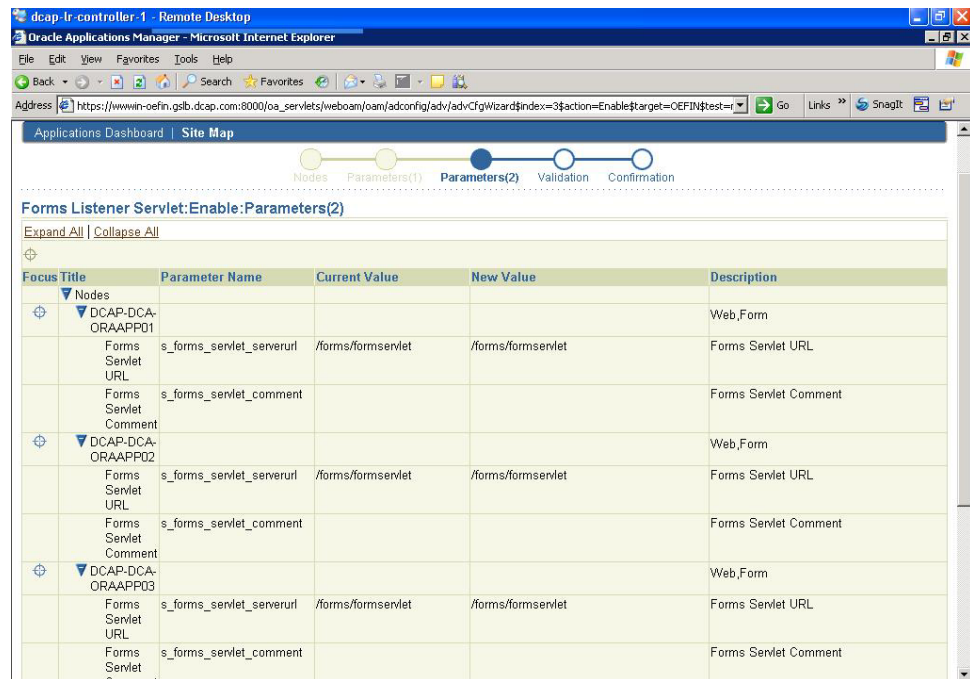 dcap-lr-controller-1 - Remote Desktop
Oracle Applications Manager - Microsoft Internet Explorer
File Edit View Favorites Tools Help
Back Search Favorites
Address https://wwwin-oefin.gslb.dcap.com:8000/oa_servlets/weboam/oam/adconfig/adv/advCfgWizard$index=3$action=Enable$target=OEFIN$test=r Go Links » SnagIt
Applications Dashboard | Site Map
Nodes Parameters(1) Parameters(2) Validation Confirmation
Forms Listener Servlet:Enable:Parameters(2)
Expand All | Collapse All
Focus Title Parameter Name Current Value New Value Description
Nodes
DCAP-DCA- Web,Form
ORAAPP01
Forms s_forms_servlet_serverurl /forms/formservlet /forms/formservlet Forms Servlet URL
Servlet
URL
Forms s_forms_servlet_comment Forms Servlet Comment
Servlet
Comment
DCAP-DCA- Web,Form
ORAAPP02
Forms s_forms_servlet_serverurl /forms/formservlet /forms/formservlet Forms Servlet URL
Servlet
URL
Forms s_forms_servlet_comment Forms Servlet Comment
Servlet
Comment
DCAP-DCA- Web,Form
ORAAPP03
Forms s_forms_servlet_serverurl /forms/formservlet /forms/formservlet Forms Servlet URL
Servlet
URL
Forms s_forms_servlet_comment Forms Servlet Comment
Servlet